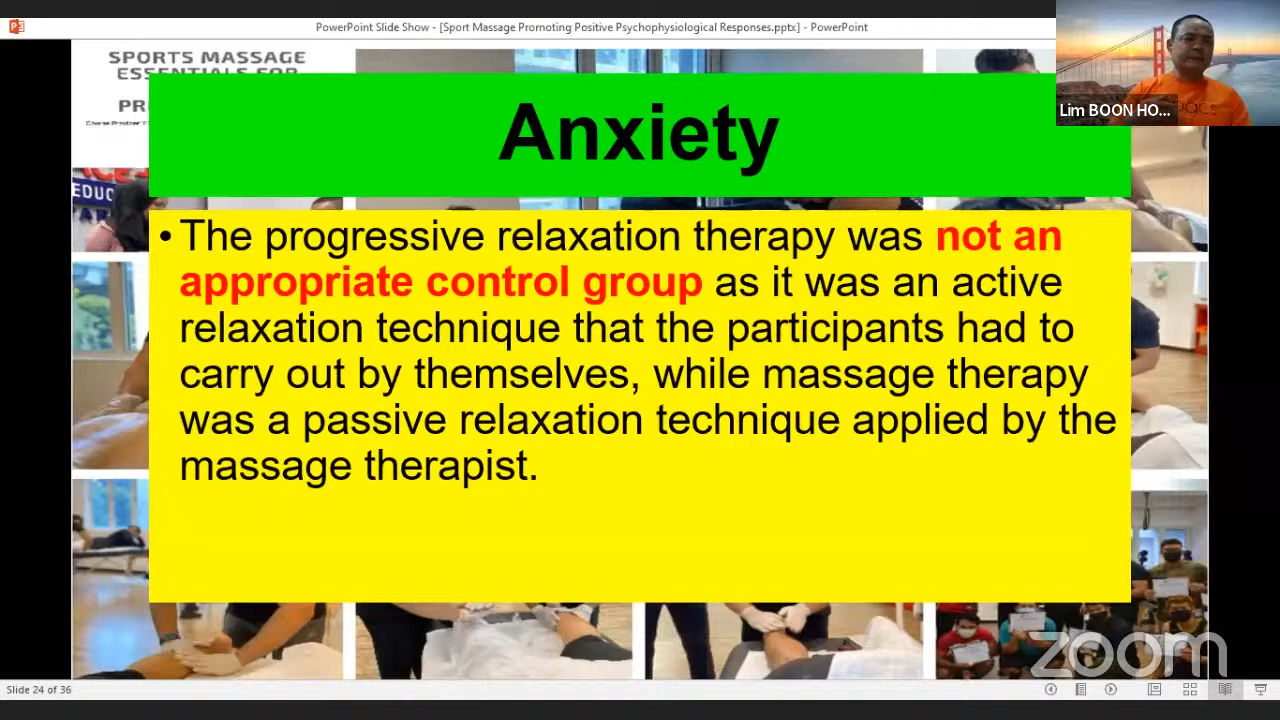 PowerPoint Slide Show - [Sport Massage Promoting Positive Psychophysiological Responses.pptx] - PowerPoint
SPORTS MASSAGE
ESSENTIALS FOR
Anxiety
Lim BOON HO...
• The progressive relaxation therapy was not an
appropriate control group as it was an active
relaxation technique that the participants had to
carry out by themselves, while massage therapy
was a passive relaxation technique applied by the
massage therapist.
zoom
Slide 24 of 36